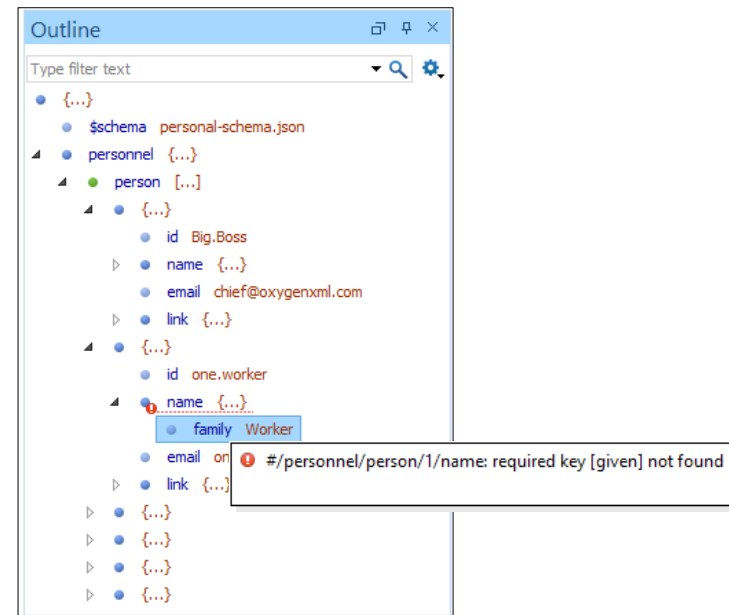 Outline
Type filter text
{...}
$schema personal-schema.json
personnel {...}
person [...]
{...}
id Big.Boss
name {...}
email chief@oxygenxml.com
link {...}
{...}
id one.worker
name {...}
family Worker
email on
#/personnel/person/1/name: required key [given] not found
link {...}
{...}
{...}
{...}
{...}